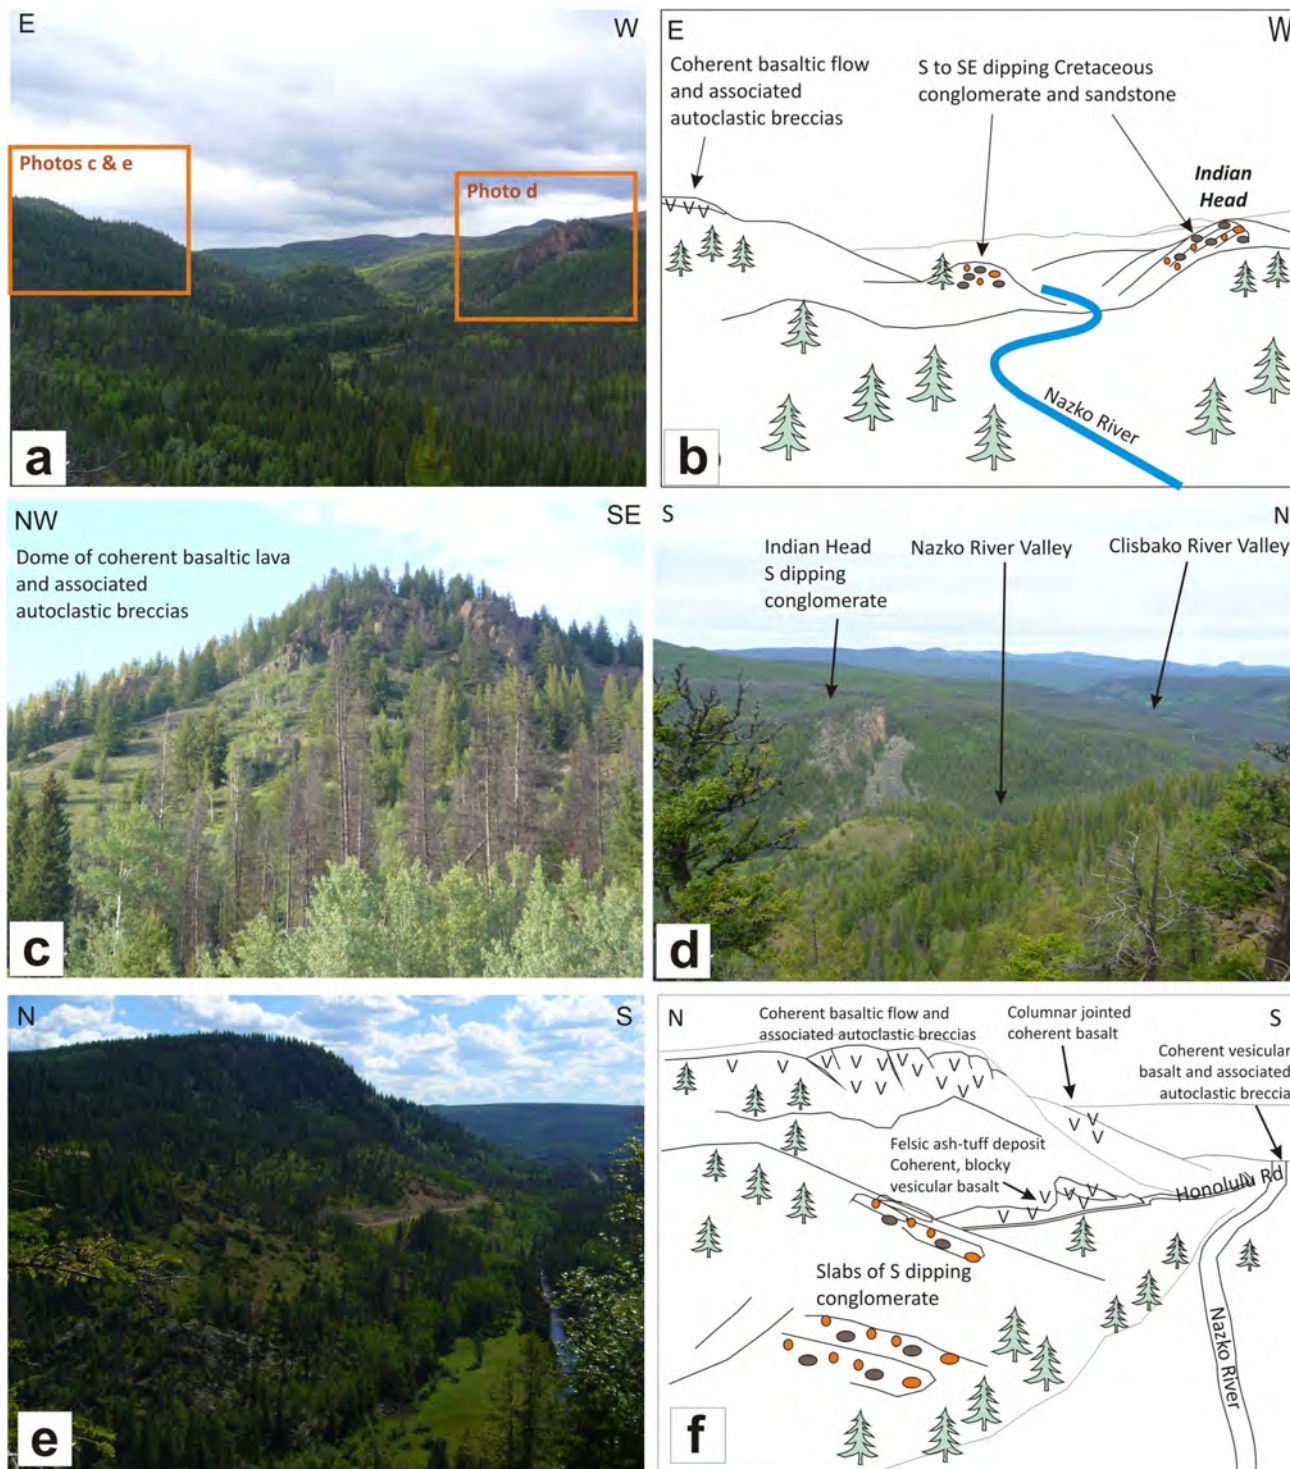 E
W
Photos c & e
Photo d
a
E
W
Coherent basaltic flow
and associated
autoclastic breccias
S to SE dipping Cretaceous
conglomerate and sandstone
Indian
Head
Nazko River
b
NW
SE
Dome of coherent basaltic lava
and associated
autoclastic breccias
c
S
N
Indian Head
S dipping
conglomerate
Nazko River Valley
Clisbako River Valley
d
N
S
e
N
S
Coherent basaltic flow and
associated autoclastic breccias
Columnar jointed
coherent basalt
Coherent vesicular
basalt and associated
autoclastic breccia
Felsic ash-tuff deposit
Coherent, blocky
vesicular basalt
Honolulu Rd
Slabs of S dipping
conglomerate
Nazko River
f